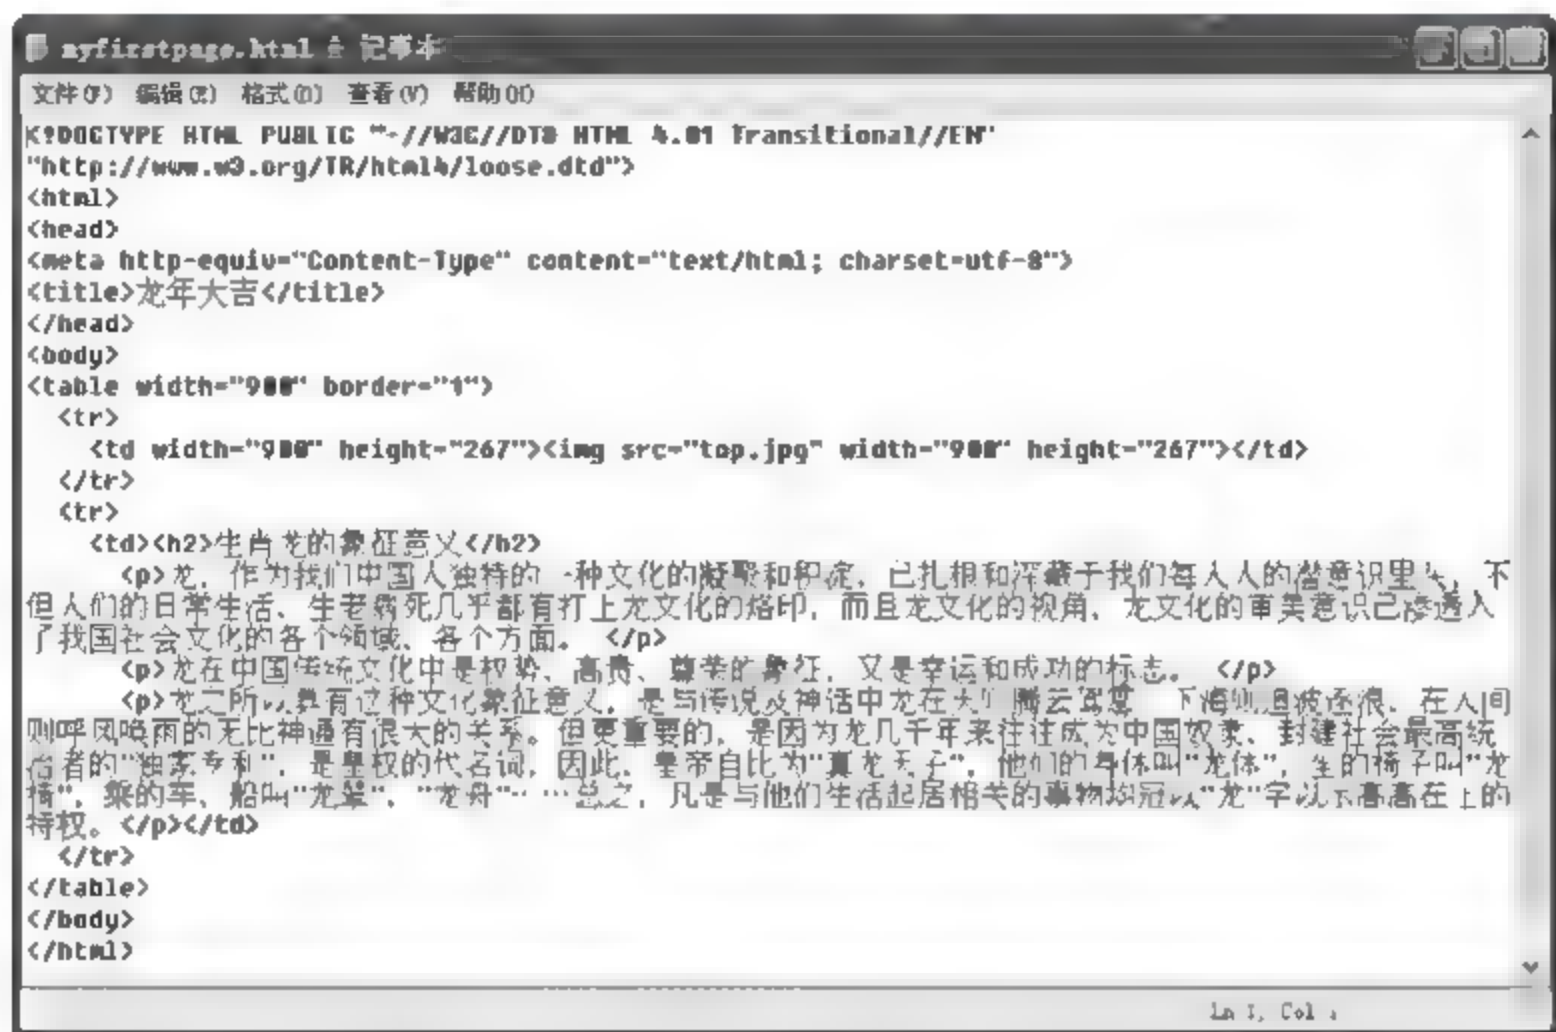 myfirstpage.html - 记事本
文件(F) 编辑(E) 格式(O) 查看(V) 帮助(H)
<!DOCTYPE HTML PUBLIC "-//W3C//DTD HTML 4.01 Transitional//EN"
"http://www.w3.org/TR/html4/loose.dtd">
<html>
<head>
<meta http-equiv="Content-Type" content="text/html; charset=utf-8">
<title>龙年大吉</title>
</head>
<body>
<table width="900" border="1">
<tr>
<td width="900" height="267"><img src="top.jpg" width="900" height="267"></td>
</tr>
<tr>
<td><h2>生肖龙的象征意义</h2>
<p>龙，作为我们中国人独特的一种文化的凝聚和积淀，已扎根和深藏于我们每人人的潜意识里头，不
但人们的日常生活、生老病死几乎都有打上龙文化的烙印，而且龙文化的视角、龙文化的审美意识已渗透入
了我国社会文化的各个领域、各个方面。 </p>
<p>龙在中国传统文化中是权势、高贵、尊荣的象征，又是幸运和成功的标志。 </p>
<p>龙之所以具有这种文化象征意义，是与传说及神话中龙在天 腾云驾雾、下海 追波逐浪，在人间
则呼风唤雨的无比神通有很大的关系。但更重要的，是因为龙几千年来往往成为中国奴隶、封建社会最高统
治者的"独家专利"，是皇权的代名词，因此，皇帝自比为"真龙天子"，他们的身体叫"龙体"，坐的椅子叫"龙
椅"，乘的车、船叫"龙辇"、"龙舟"……总之，凡是与他们生活起居相关的事物均冠以"龙"字以示高高在上的
特权。</p></td>
</tr>
</table>
</body>
</html>
Ln 1, Col 1